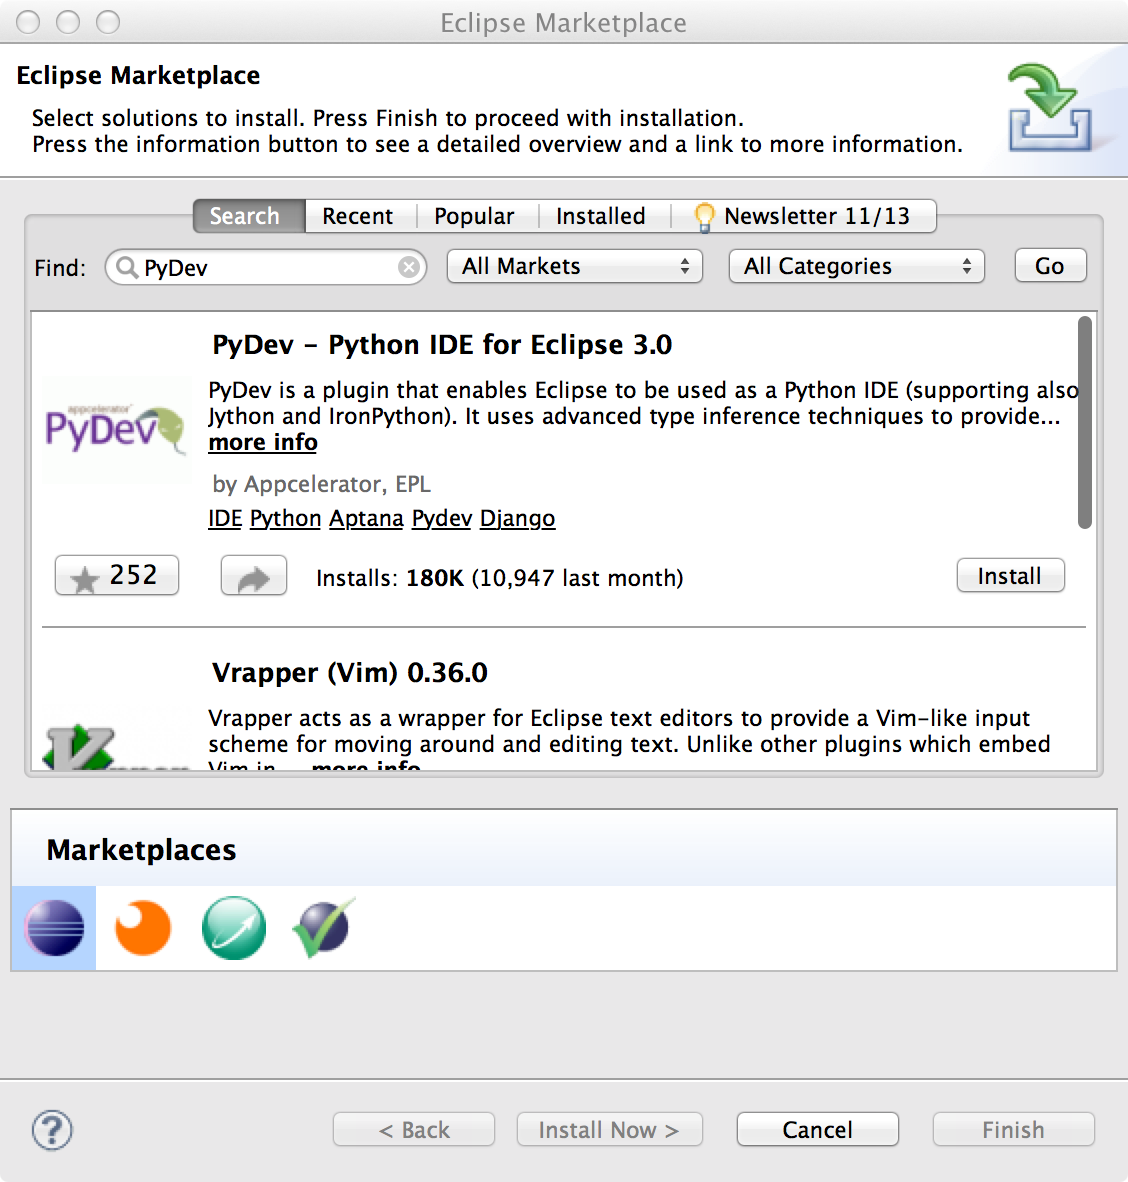 Eclipse Marketplace
Eclipse Marketplace
Select solutions to install. Press Finish to proceed with installation.
Press the information button to see a detailed overview and a link to more information.
Search Recent Popular Installed Newsletter 11/13
Find: PyDev All Markets All Categories Go
PyDev – Python IDE for Eclipse 3.0
PyDev is a plugin that enables Eclipse to be used as a Python IDE (supporting also
Jython and IronPython). It uses advanced type inference techniques to provide...
more info
appcelerator
PyDev
by Appcelerator, EPL
IDE Python Aptana Pydev Django
252 Installs: 180K (10,947 last month) Install
Vrapper (Vim) 0.36.0
Vrapper acts as a wrapper for Eclipse text editors to provide a Vim-like input
scheme for moving around and editing text. Unlike other plugins which embed
Vim in... more info
Marketplaces
? < Back Install Now > Cancel Finish